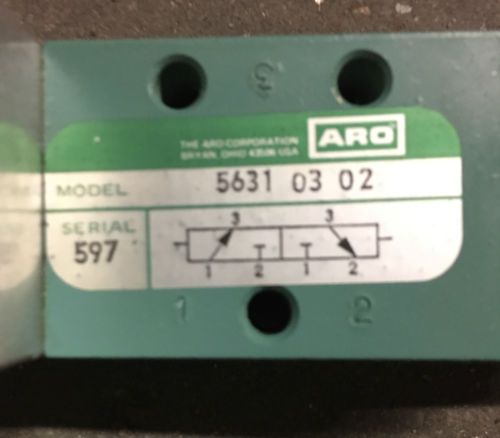 3
THE ARO CORPORATION
BRYAN, OHIO 43506 USA
ARO
MODEL 5631 03 02
SERIAL
597
3 3
1 2 1 2
1 2